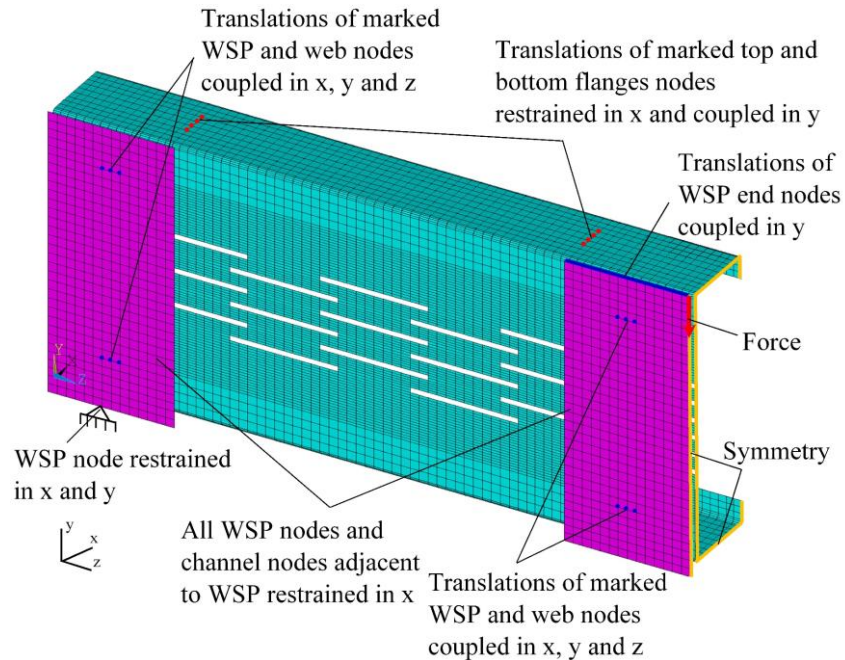 Translations of marked
WSP and web nodes
coupled in x, y and z
Translations of marked top and
bottom flanges nodes
restrained in x and coupled in y
Translations of
WSP end nodes
coupled in y
Force
Symmetry
Y
Z
WSP node restrained
in x and y
y
x
z
All WSP nodes and
channel nodes adjacent
to WSP restrained in x
Translations of marked
WSP and web nodes
coupled in x, y and z